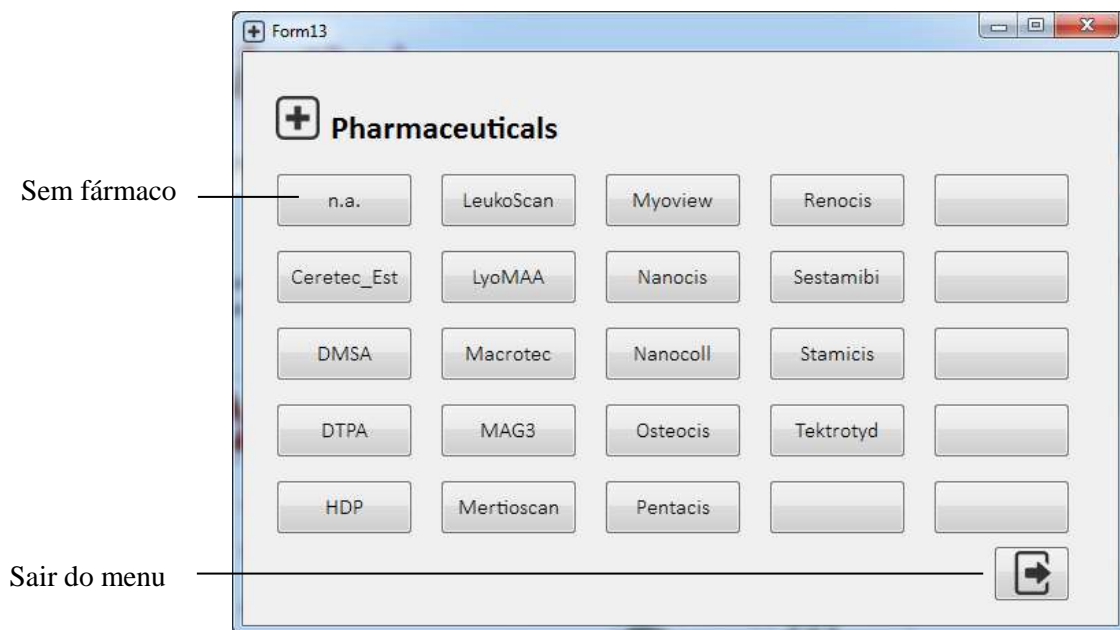 Form13
Pharmaceuticals
Sem fármaco
n.a. LeukoScan Myoview Renocis
Ceretec_Est LyoMAA Nanocis Sestamibi
DMSA Macrotec Nanocoll Stamicis
DTPA MAG3 Osteocis Tektrotyd
HDP Mertioscan Pentacis
Sair do menu